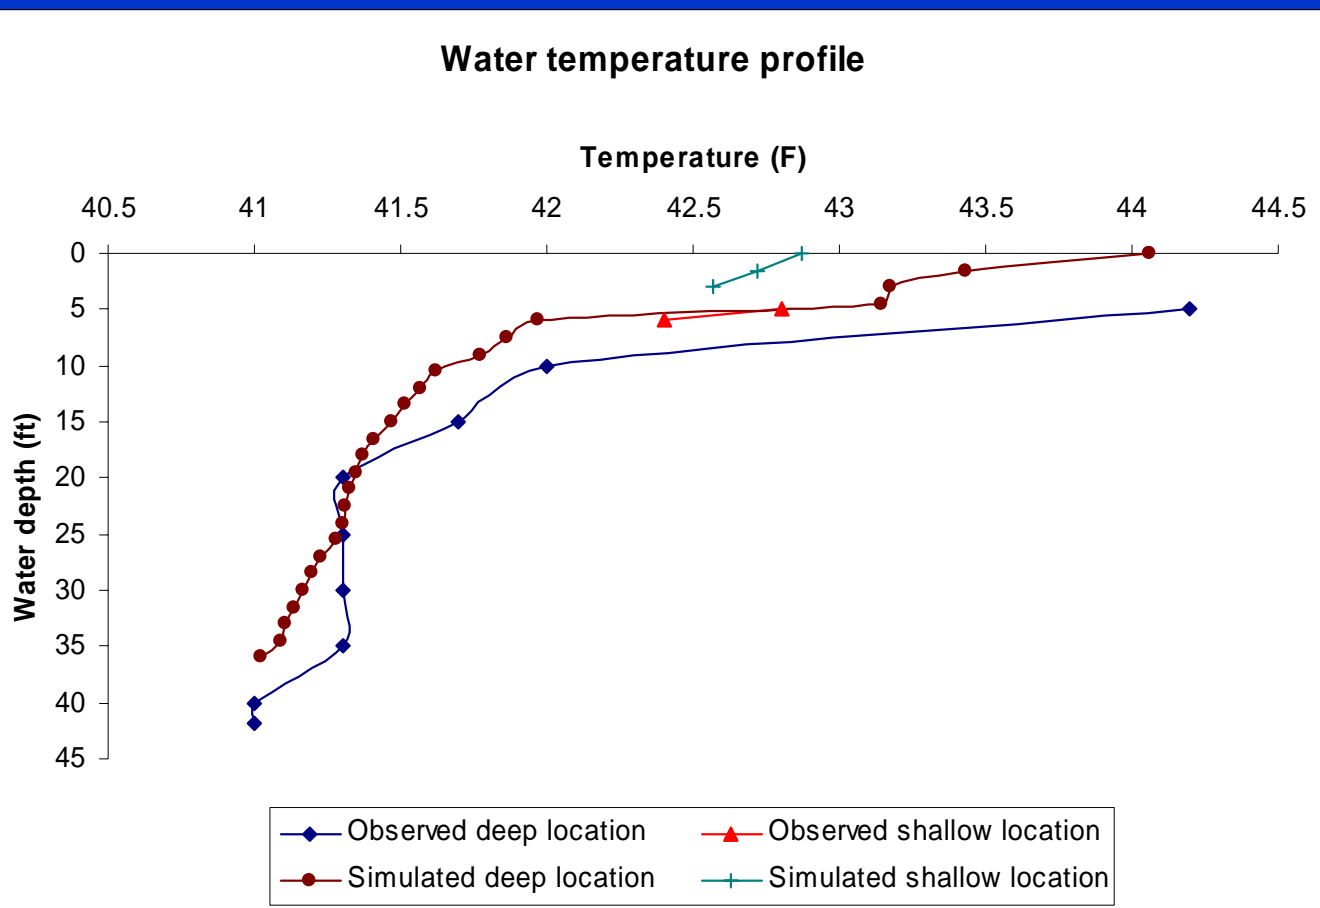 Water temperature profile
Temperature (F)
40.5 41 41.5 42 42.5 43 43.5 44 44.5
0
5
10
15
20
25
30
35
40
45
Water depth (ft)
Observed deep location Observed shallow location
Simulated deep location Simulated shallow location